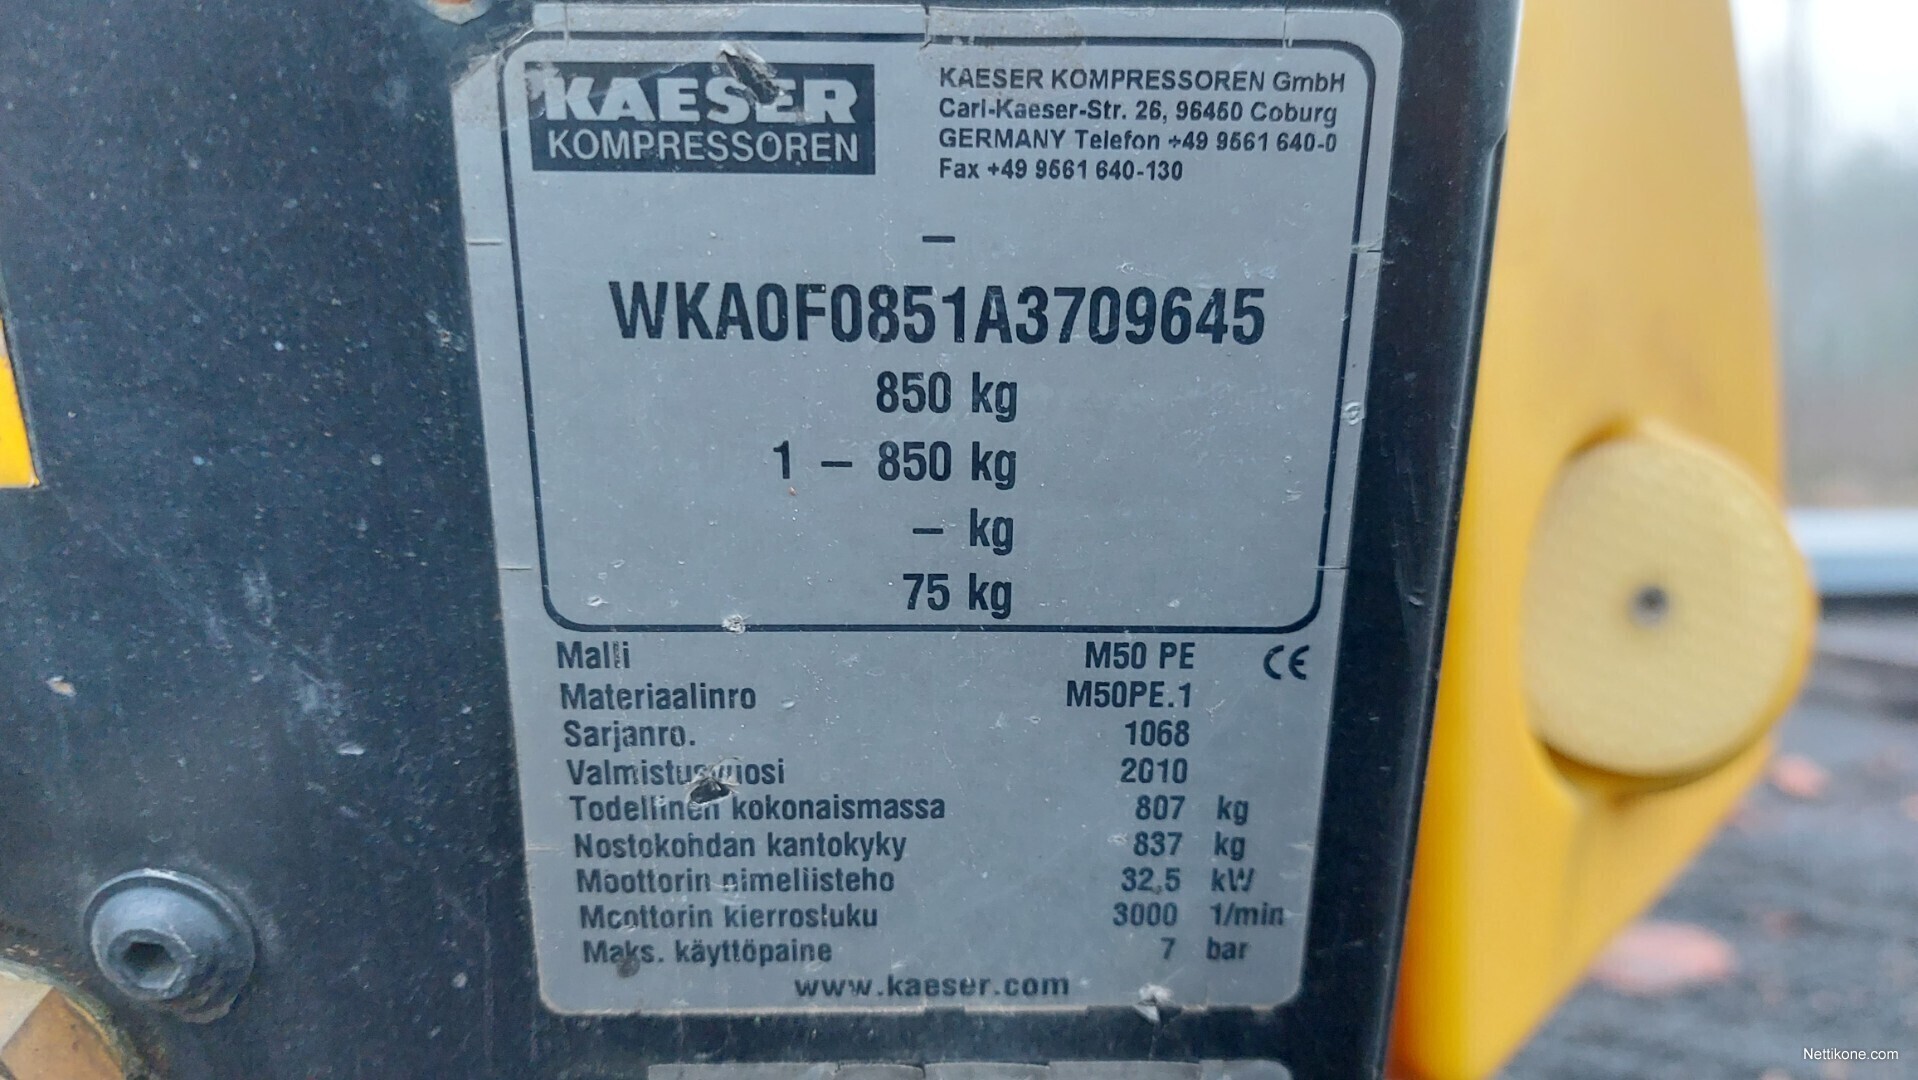 KAESER
KOMPRESSOREN
KAESER KOMPRESSOREN GmbH
Carl-Kaeser-Str. 26, 96450 Coburg
GERMANY Telefon +49 9561 640-0
Fax +49 9561 640-130
–
WKA0F0851A3709645
850 kg
1 – 850 kg
– kg
75 kg
Malli M50 PE CE
Materiaalinro M50PE.1
Sarjanro. 1068
Valmistusvuosi 2010
Todellinen kokonaismassa 807 kg
Nostokohdan kantokyky 837 kg
Moottorin nimellisteho 32,5 kW
Moottorin kierrosluku 3000 1/min
Maks. käyttöpaine 7 bar
www.kaeser.com
Nettikone.com